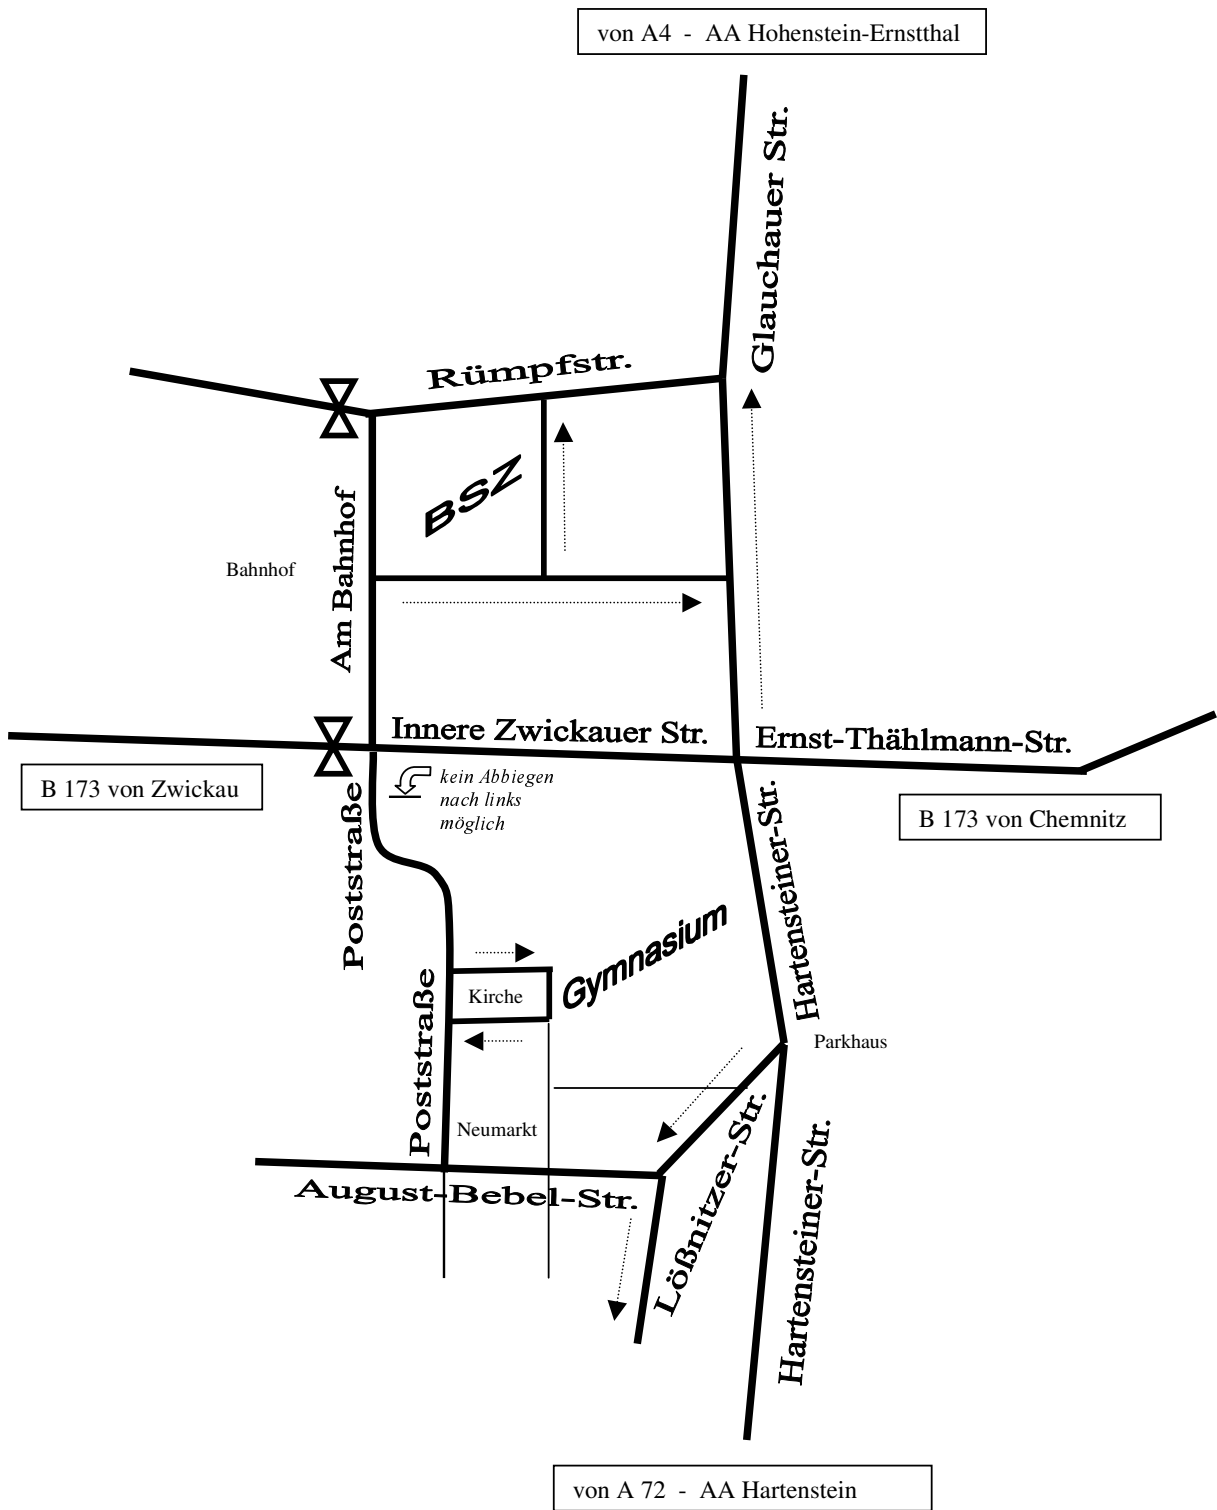 von A4  -  AA Hohenstein-Ernstthal
Glauchauer Str.
Rümpfstr.
BSZ
Am Bahnhof
Bahnhof
Innere Zwickauer Str.
Ernst-Thählmann-Str.
B 173 von Zwickau
kein Abbiegen
nach links
möglich
B 173 von Chemnitz
Poststraße
Hartensteiner-Str.
Gymnasium
Kirche
Parkhaus
Poststraße
Neumarkt
August-Bebel-Str.
Lößnitzer-Str.
Hartensteiner-Str.
von A 72  -  AA Hartenstein